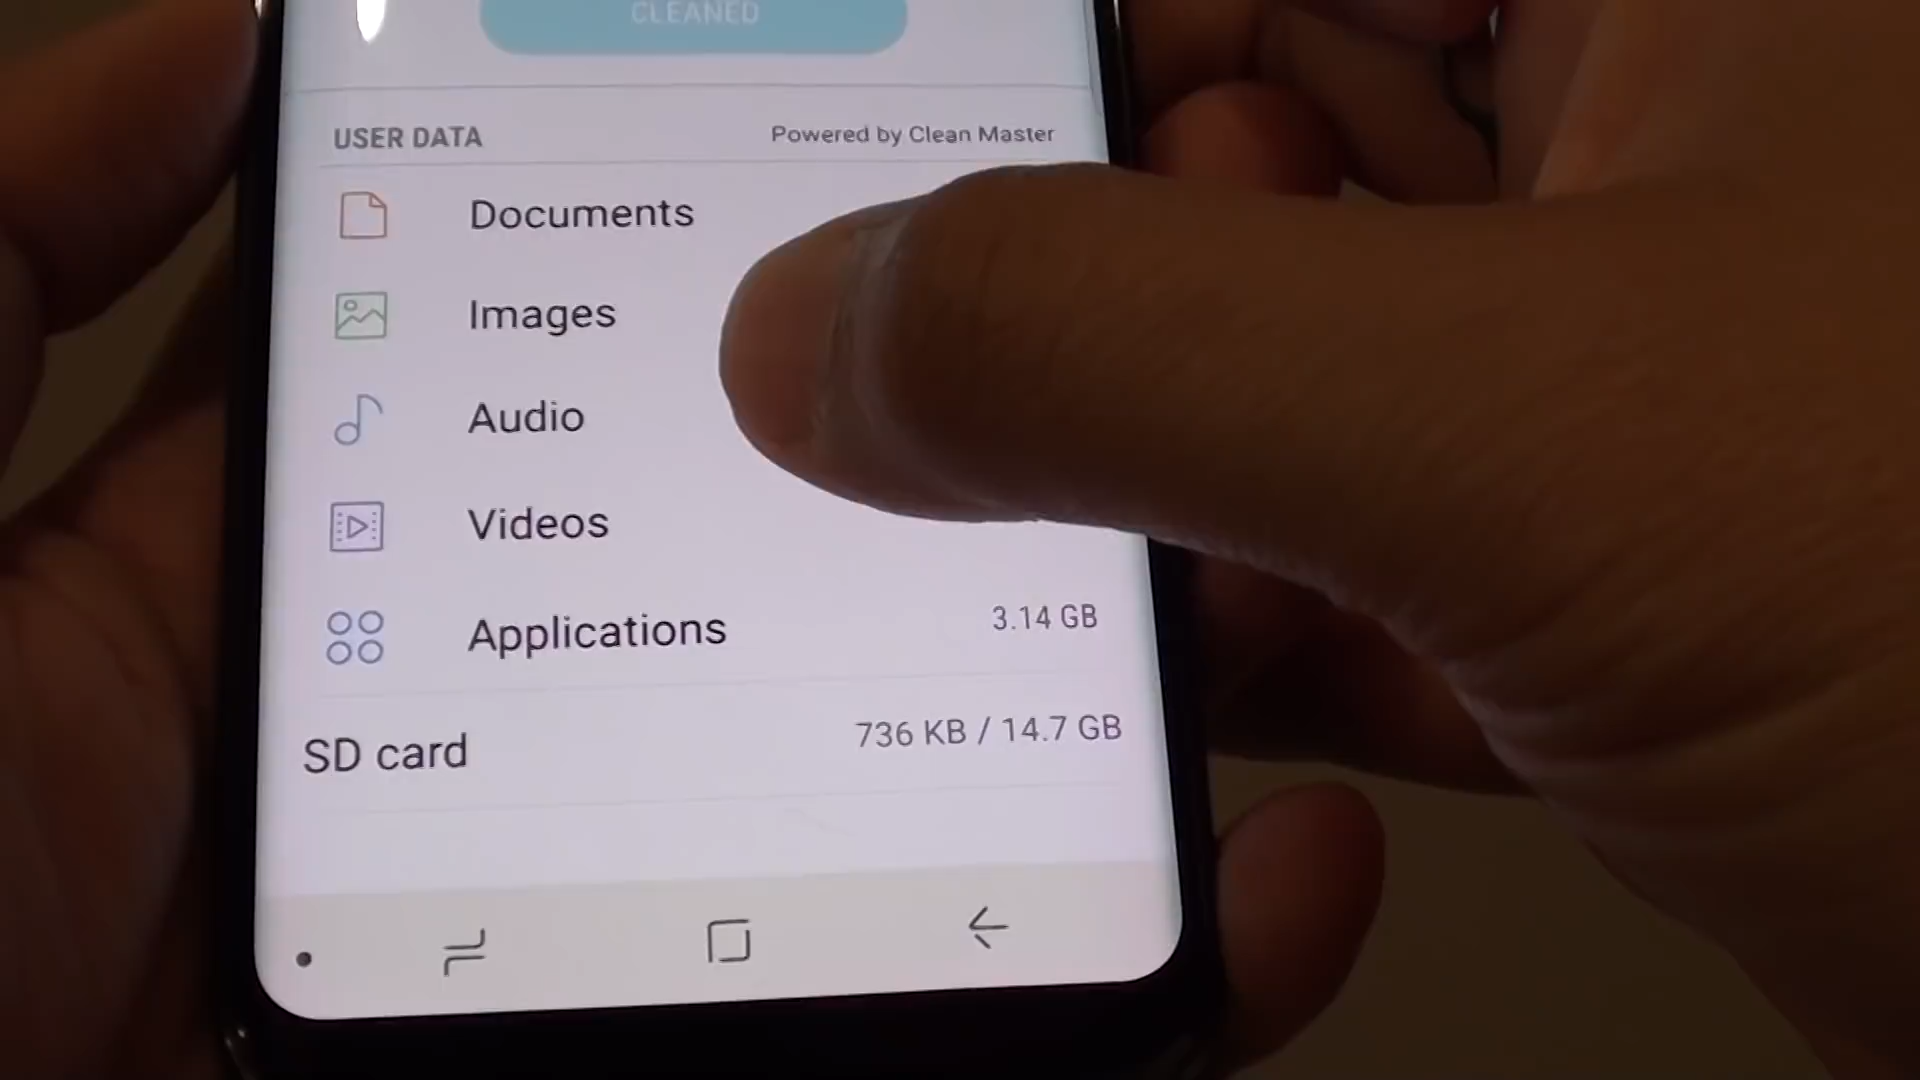 CLEANED
USER DATA Powered by Clean Master
Documents
Images
Audio
Videos
Applications 3.14 GB
SD card 736 KB / 14.7 GB